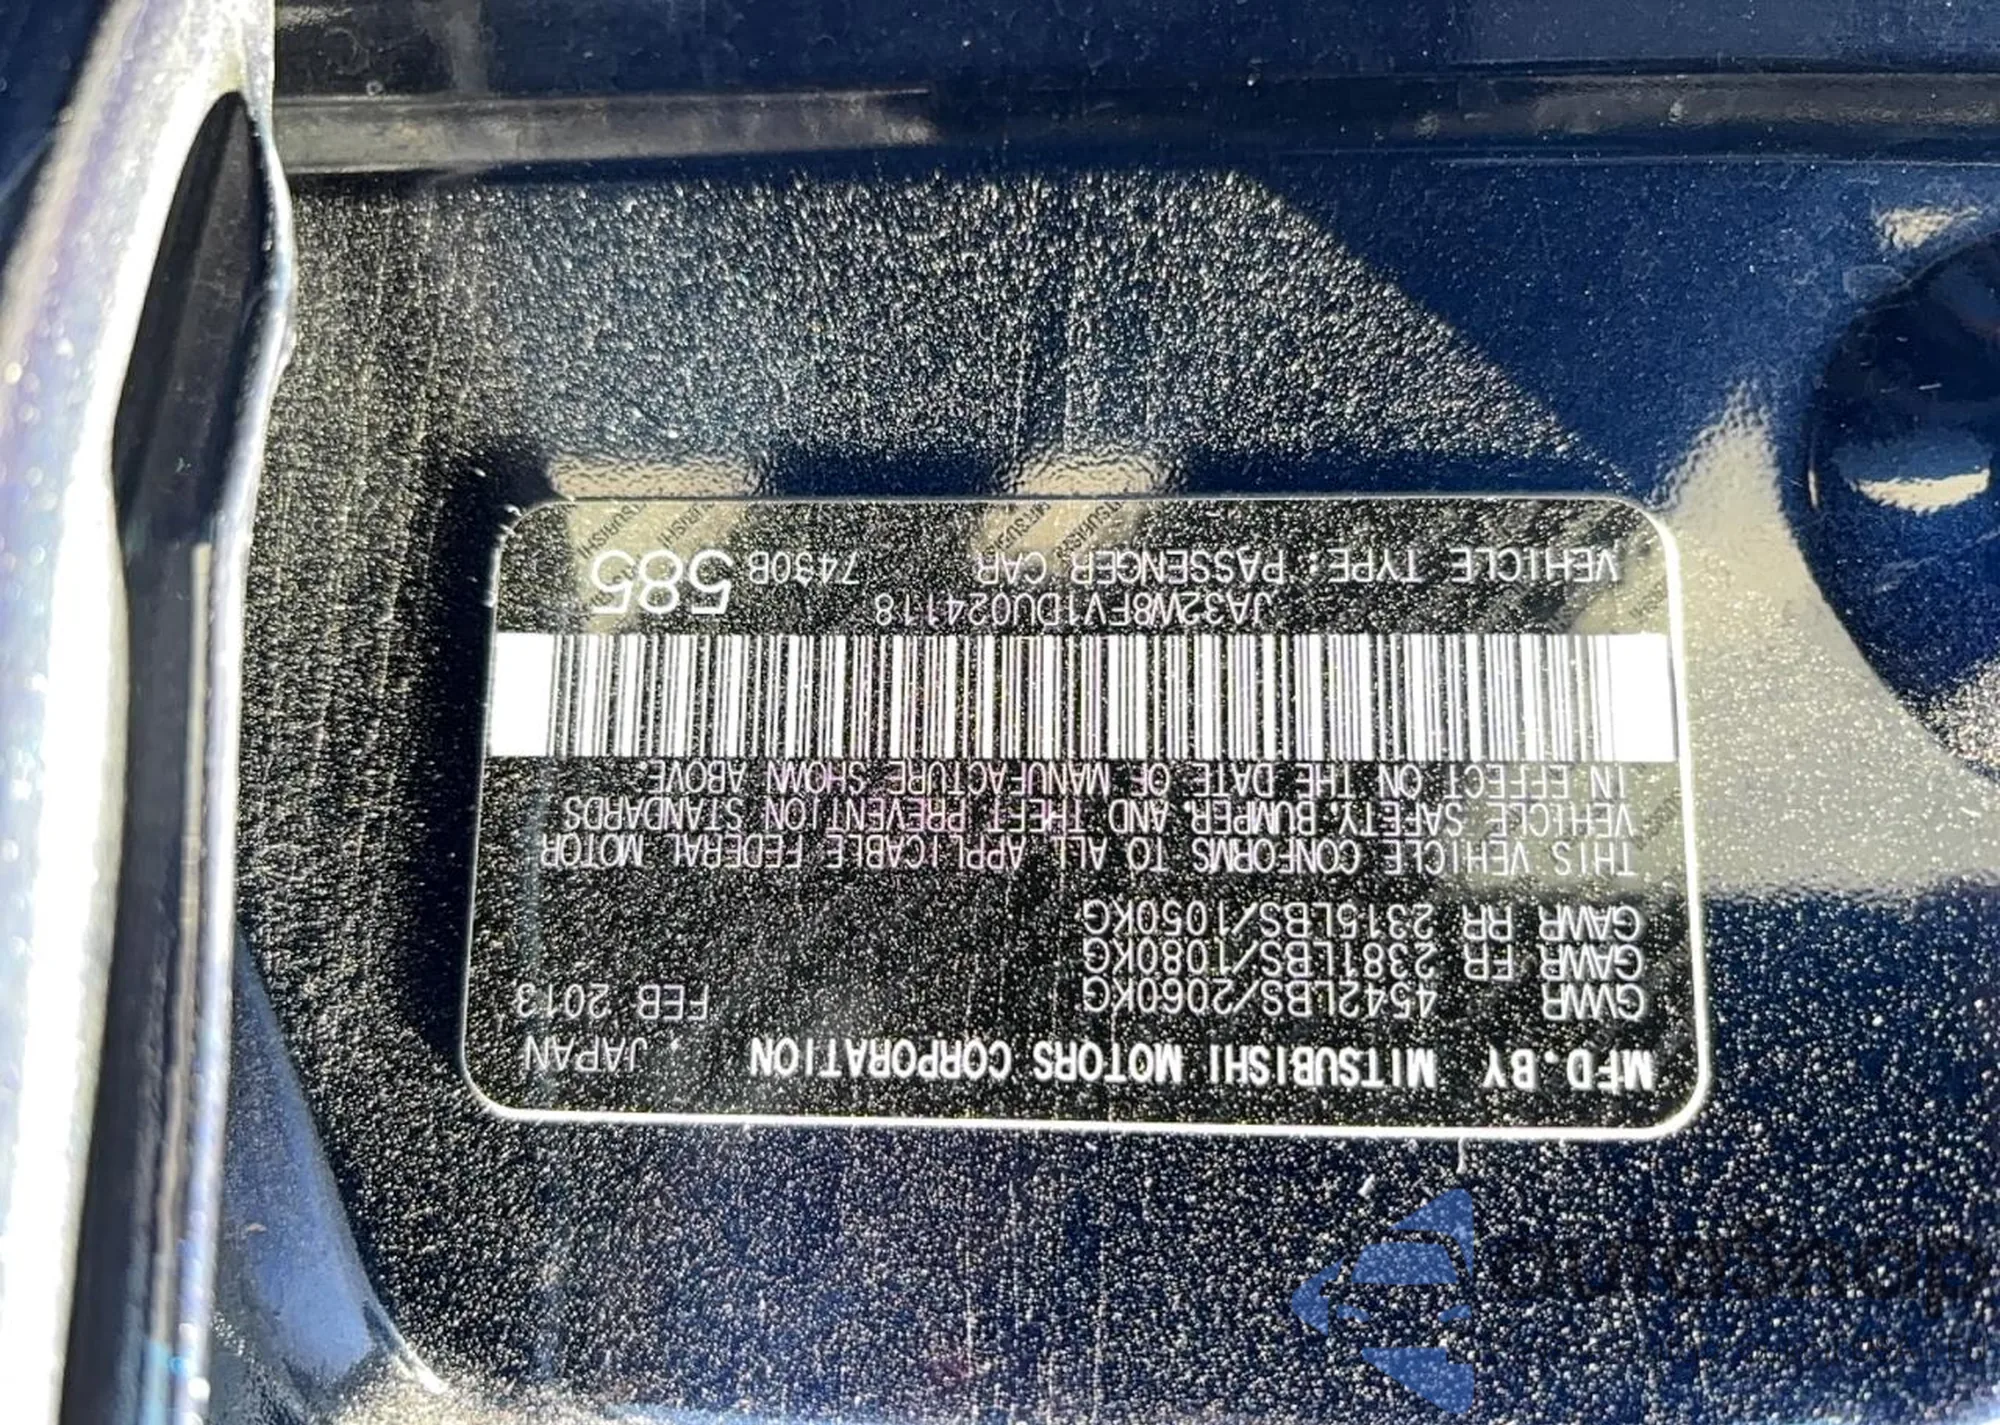 MFD.BY MITSUBISHI MOTORS CORPORATION , JAPAN
GVWR 4542LBS/2060KG FEB 2013
GAWR FR 2381LBS/1080KG
GAWR RR 2315LBS/1050KG
THIS VEHICLE CONFORMS TO ALL APPLICABLE FEDERAL MOTOR
VEHICLE SAFETY, BUMPER, AND THEFT PREVENTION STANDARDS
IN EFFECT ON THE DATE OF MANUFACTURE SHOWN ABOVE
JA32W8FV1DU024118
VEHICLE TYPE: PASSENGER CAR 7430B 585